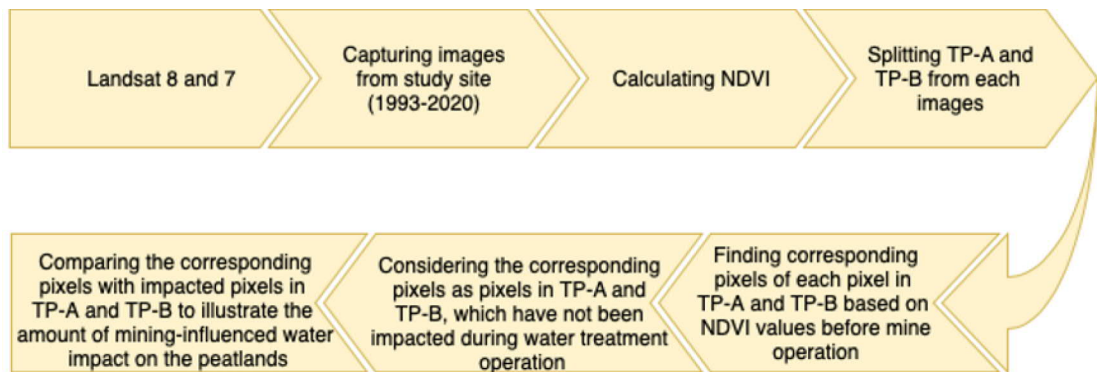 Landsat 8 and 7
Capturing images
from study site
(1993-2020)
Calculating NDVI
Splitting TP-A and
TP-B from each
images
Finding corresponding
pixels of each pixel in
TP-A and TP-B based on
NDVI values before mine
operation
Considering the corresponding
pixels as pixels in TP-A and
TP-B, which have not been
impacted during water treatment
operation
Comparing the corresponding
pixels with impacted pixels in
TP-A and TP-B to illustrate the
amount of mining-influenced water
impact on the peatlands